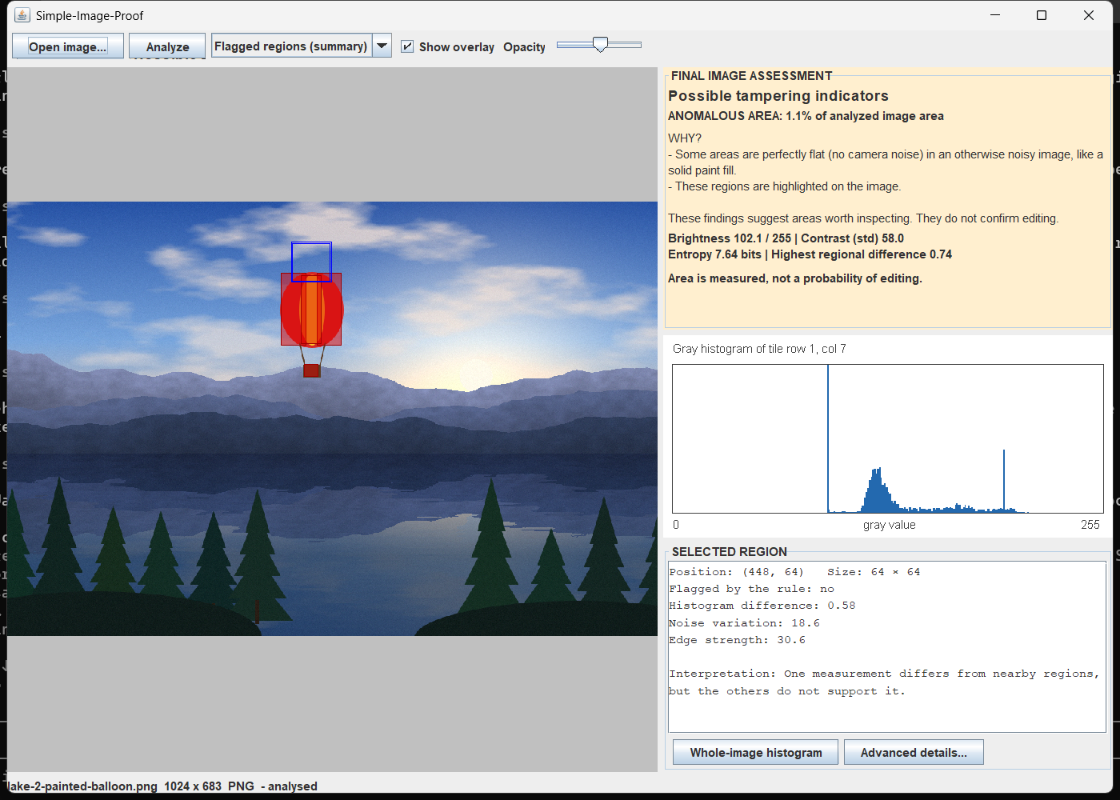 Simple-Image-Proof
Open image... Analyze Flagged regions (summary) Show overlay Opacity
FINAL IMAGE ASSESSMENT
Possible tampering indicators
ANOMALOUS AREA: 1.1% of analyzed image area
WHY?
- Some areas are perfectly flat (no camera noise) in an otherwise noisy image, like a
solid paint fill.
- These regions are highlighted on the image.
These findings suggest areas worth inspecting. They do not confirm editing.
Brightness 102.1 / 255 | Contrast (std) 58.0
Entropy 7.64 bits | Highest regional difference 0.74
Area is measured, not a probability of editing.
Gray histogram of tile row 1, col 7
0 gray value 255
SELECTED REGION
Position: (448, 64) Size: 64 × 64
Flagged by the rule: no
Histogram difference: 0.58
Noise variation: 18.6
Edge strength: 30.6
Interpretation: One measurement differs from nearby regions,
but the others do not support it.
Whole-image histogram Advanced details...
lake-2-painted-balloon.png 1024 x 683 PNG - analysed